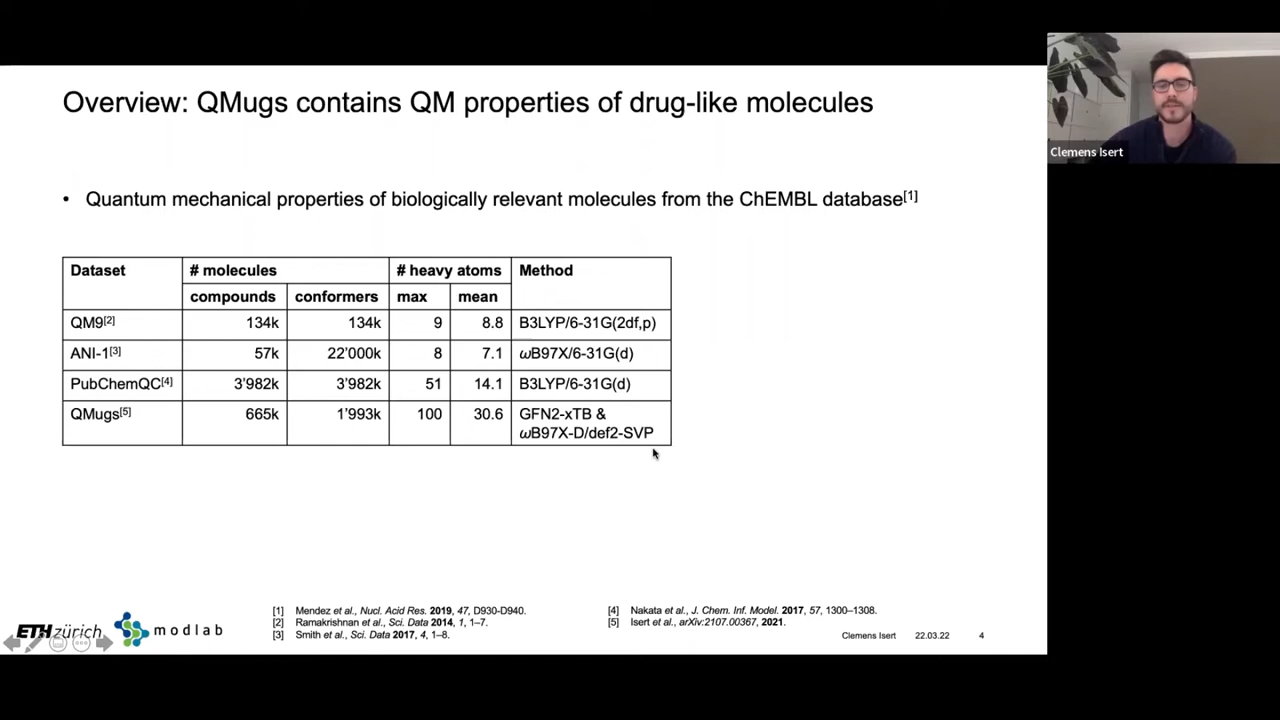 Overview: QMugs contains QM properties of drug-like molecules
Clemens Isert
• Quantum mechanical properties of biologically relevant molecules from the ChEMBL database[1]
Dataset # molecules # heavy atoms Method
compounds conformers max mean
QM9[2] 134k 134k 9 8.8 B3LYP/6-31G(2df,p)
ANI-1[3] 57k 22'000k 8 7.1 ωB97X/6-31G(d)
PubChemQC[4] 3'982k 3'982k 51 14.1 B3LYP/6-31G(d)
QMugs[5] 665k 1'993k 100 30.6 GFN2-xTB &
ωB97X-D/def2-SVP
[1] Mendez et al., Nucl. Acid Res. 2019, 47, D930-D940.
[2] Ramakrishnan et al., Sci. Data 2014, 1, 1–7.
[3] Smith et al., Sci. Data 2017, 4, 1–8.
[4] Nakata et al., J. Chem. Inf. Model. 2017, 57, 1300–1308.
[5] Isert et al., arXiv:2107.00367, 2021.
ETH zürich modlab
Clemens Isert 22.03.22 4